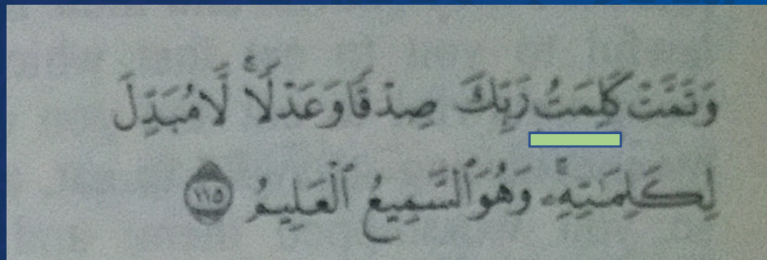 وَتَمَّتْ كَلِمَتُ رَبِّكَ صِدْقًا وَعَدْلًا ۚ لَّا مُبَدِّلَ
لِكَلِمَـٰتِهِۦ ۚ وَهُوَ ٱلسَّمِيعُ ٱلْعَلِيمُ ١١٥